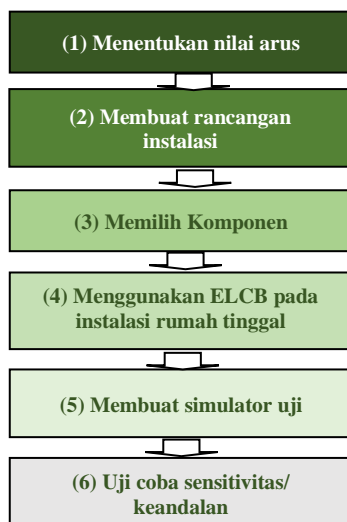 (1) Menentukan nilai arus
(2) Membuat rancangan
instalasi
(3) Memilih Komponen
(4) Menggunakan ELCB pada
instalasi rumah tinggal
(5) Membuat simulator uji
(6) Uji coba sensitivitas/
keandalan